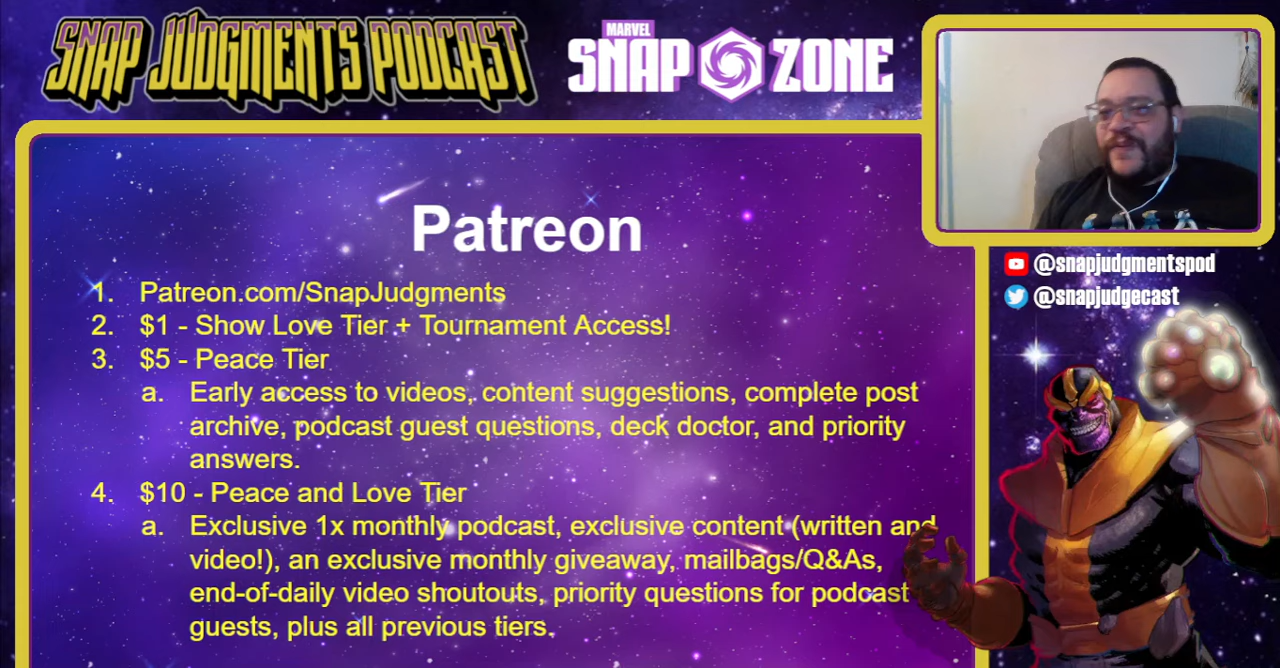 SNAP JUDGMENTS PODCAST
MARVEL
SNAP ZONE
Patreon
1. Patreon.com/SnapJudgments
2. $1 - Show Love Tier + Tournament Access!
3. $5 - Peace Tier
a. Early access to videos, content suggestions, complete post
archive, podcast guest questions, deck doctor, and priority
answers.
4. $10 - Peace and Love Tier
a. Exclusive 1x monthly podcast, exclusive content (written and
video!), an exclusive monthly giveaway, mailbags/Q&As,
end-of-daily video shoutouts, priority questions for podcast
guests, plus all previous tiers.
@snapjudgmentspod
@snapjudgecast